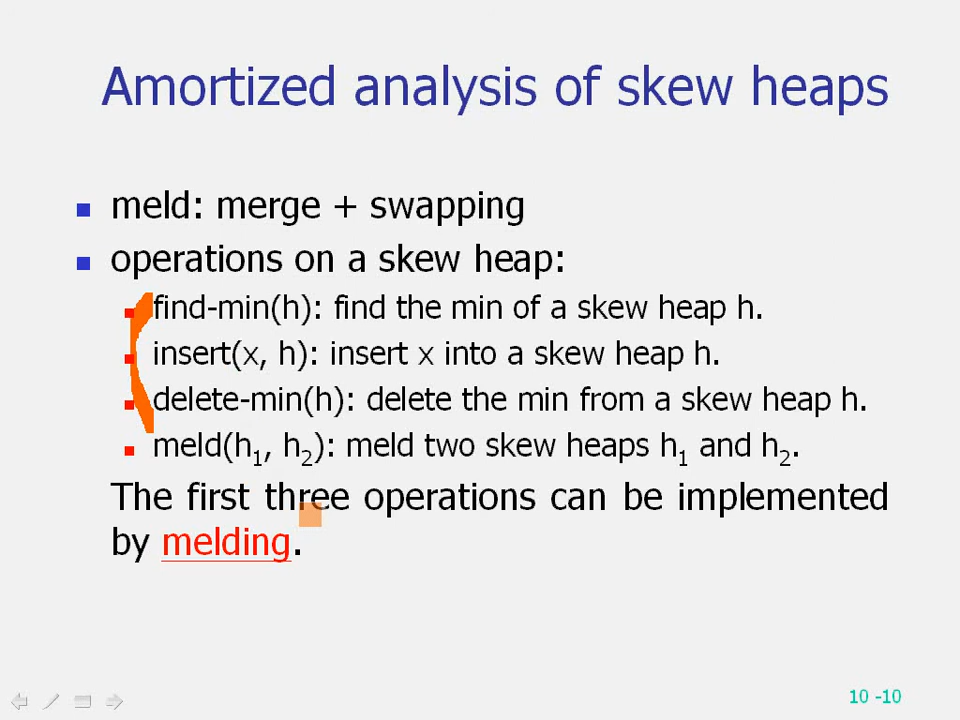 Amortized analysis of skew heaps
meld: merge + swapping
operations on a skew heap:
find-min(h): find the min of a skew heap h.
insert(x, h): insert x into a skew heap h.
delete-min(h): delete the min from a skew heap h.
meld(h1, h2): meld two skew heaps h1 and h2.
The first three operations can be implemented
by melding.
10 -10